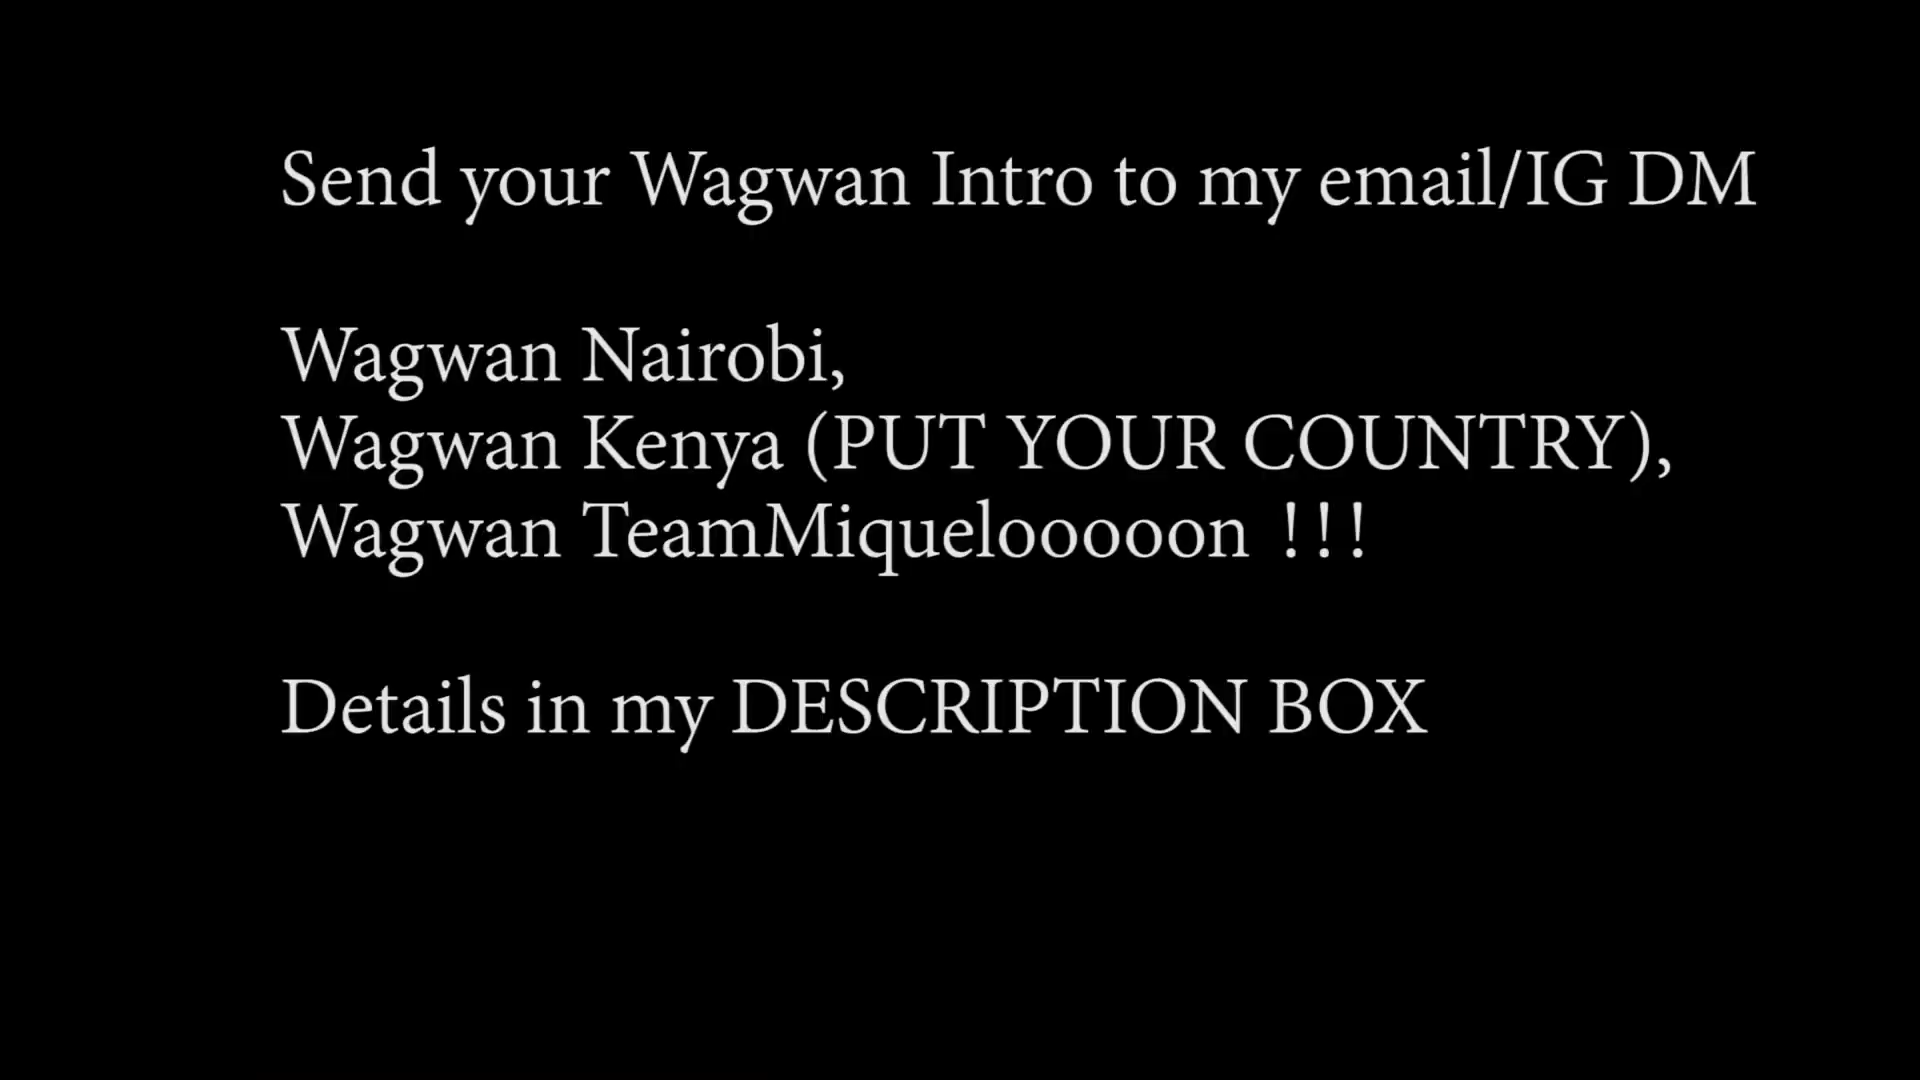 Send your Wagwan Intro to my email/IG DM
Wagwan Nairobi,
Wagwan Kenya (PUT YOUR COUNTRY),
Wagwan TeamMiquelooooon !!!
Details in my DESCRIPTION BOX